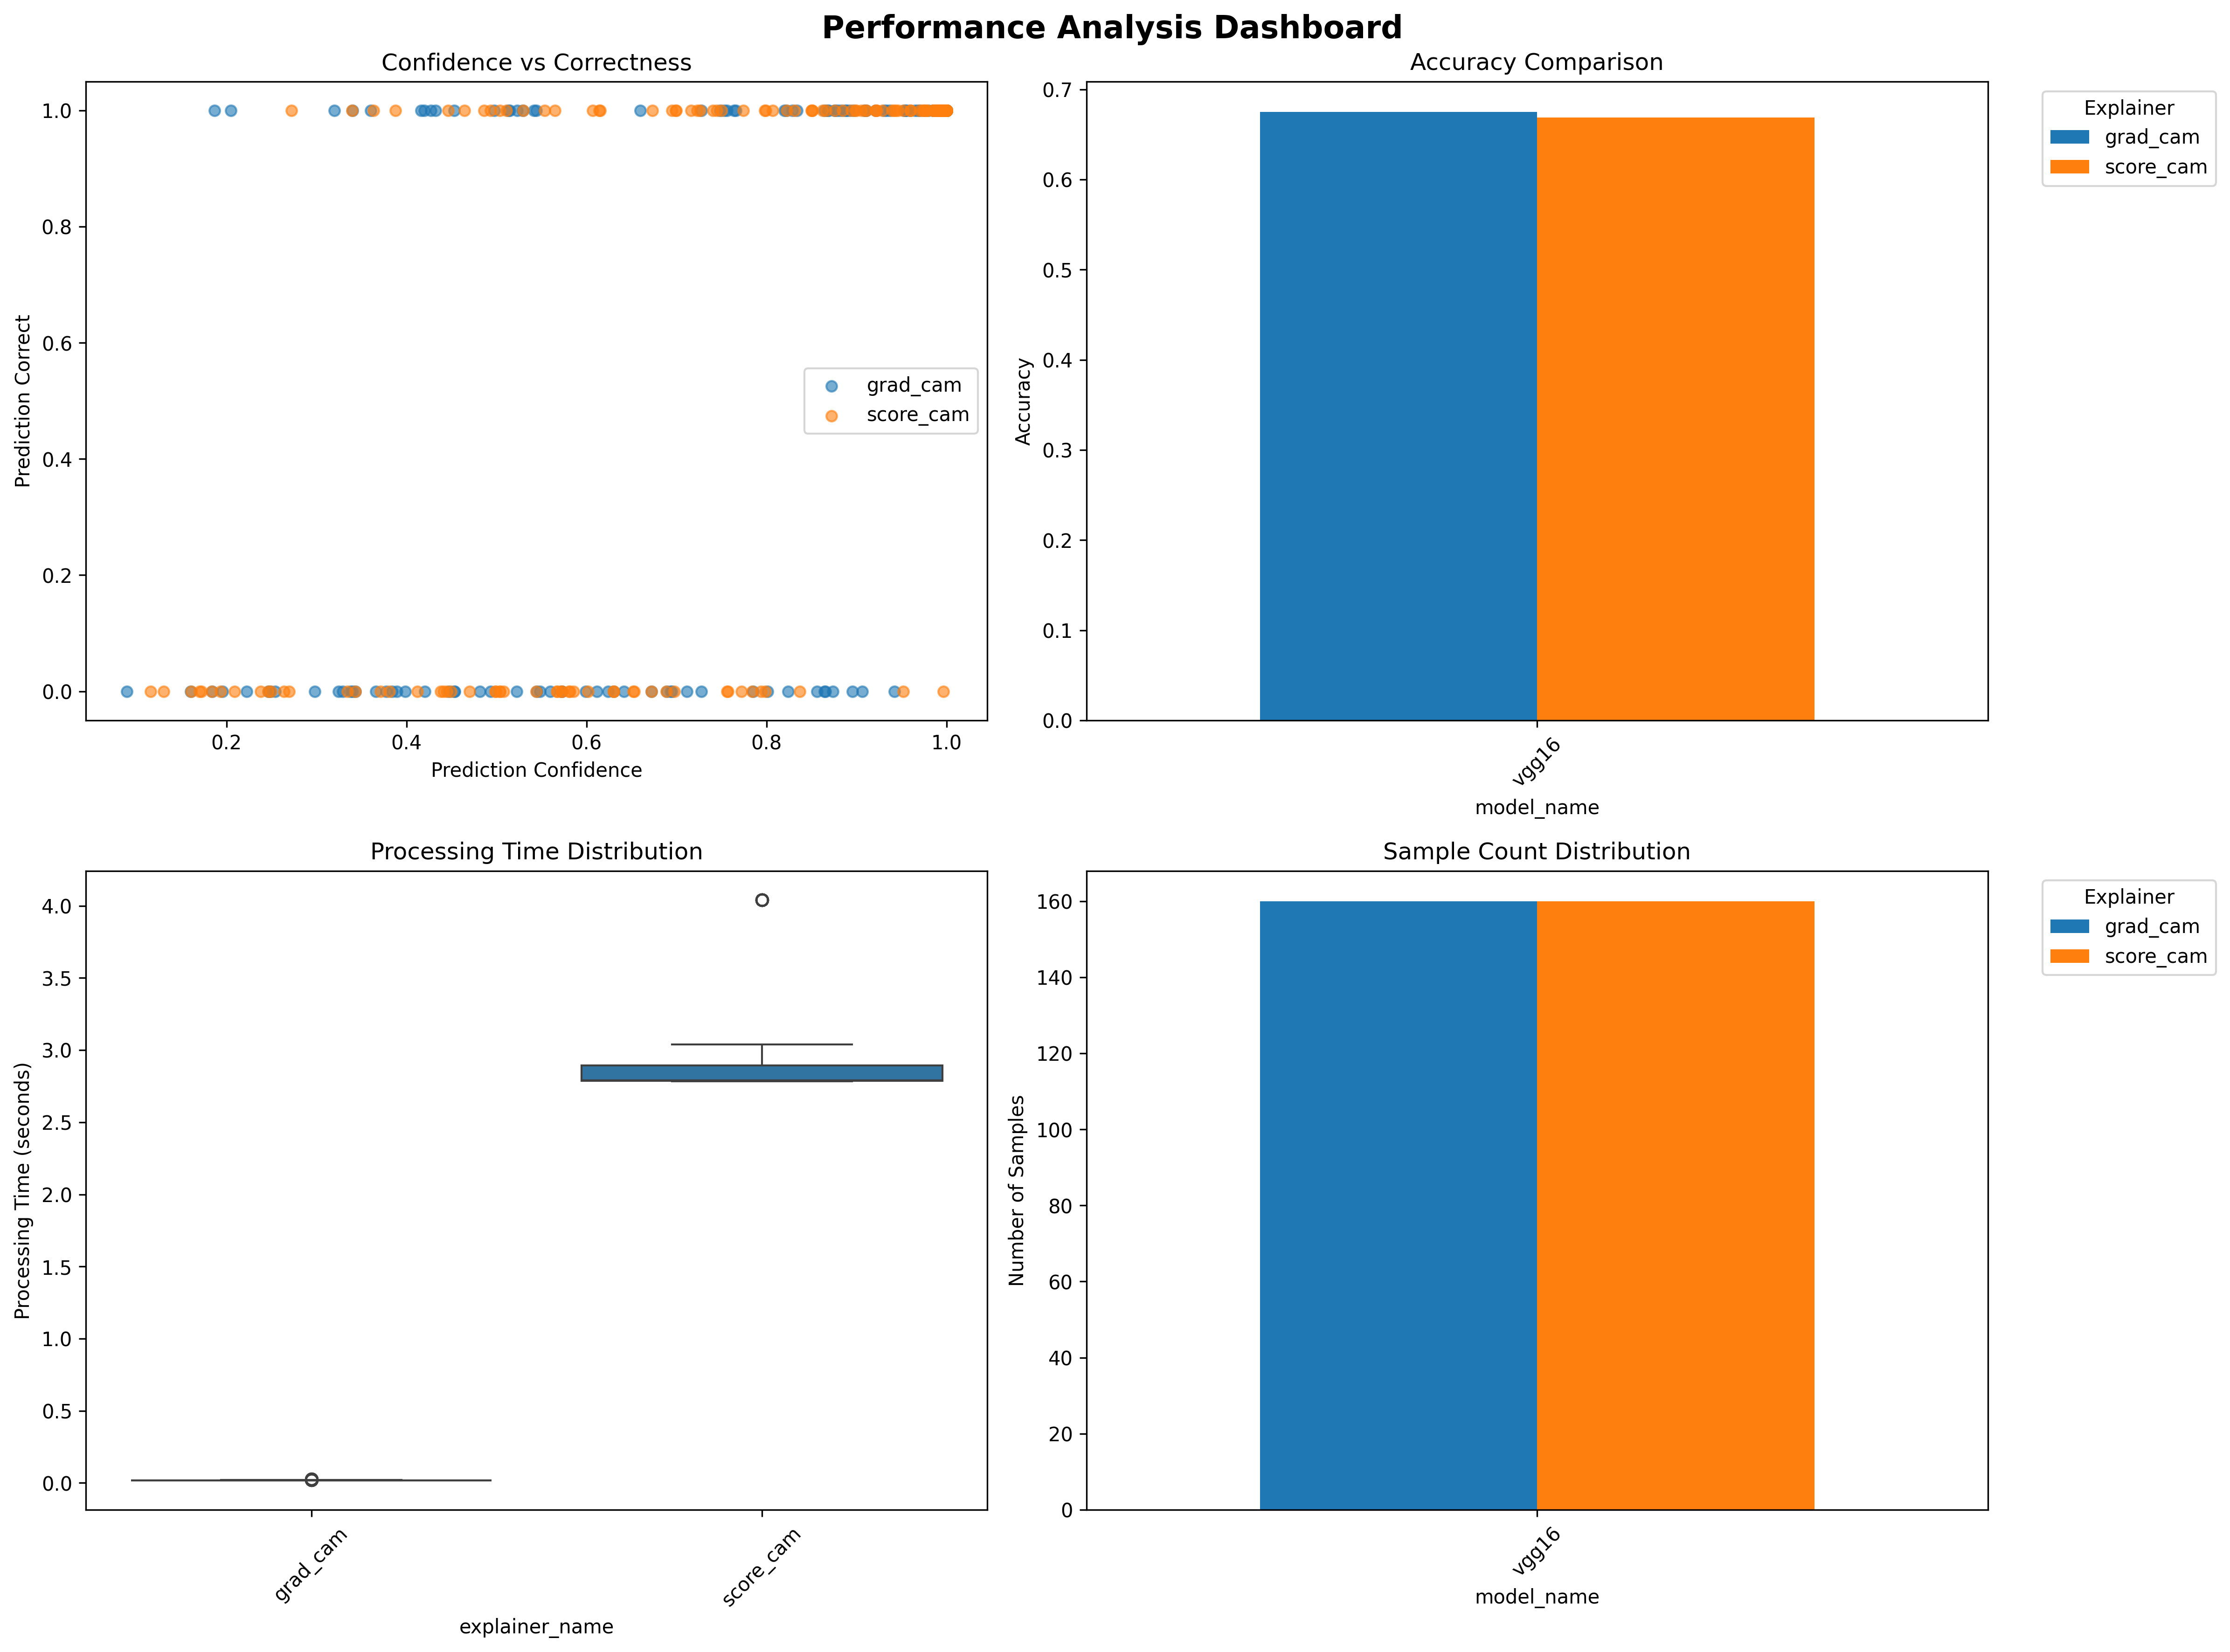 Performance Analysis Dashboard
Confidence vs Correctness
Prediction Correct
1.0
0.8
0.6
0.4
0.2
0.0
grad_cam
score_cam
0.2
0.4
0.6
0.8
1.0
Prediction Confidence
Accuracy Comparison
Accuracy
0.7
0.6
0.5
0.4
0.3
0.2
0.1
0.0
vgg16
model_name
Explainer
grad_cam
score_cam
Processing Time Distribution
Processing Time (seconds)
4.0
3.5
3.0
2.5
2.0
1.5
1.0
0.5
0.0
grad_cam
score_cam
explainer_name
Sample Count Distribution
Number of Samples
160
140
120
100
80
60
40
20
0
vgg16
model_name
Explainer
grad_cam
score_cam